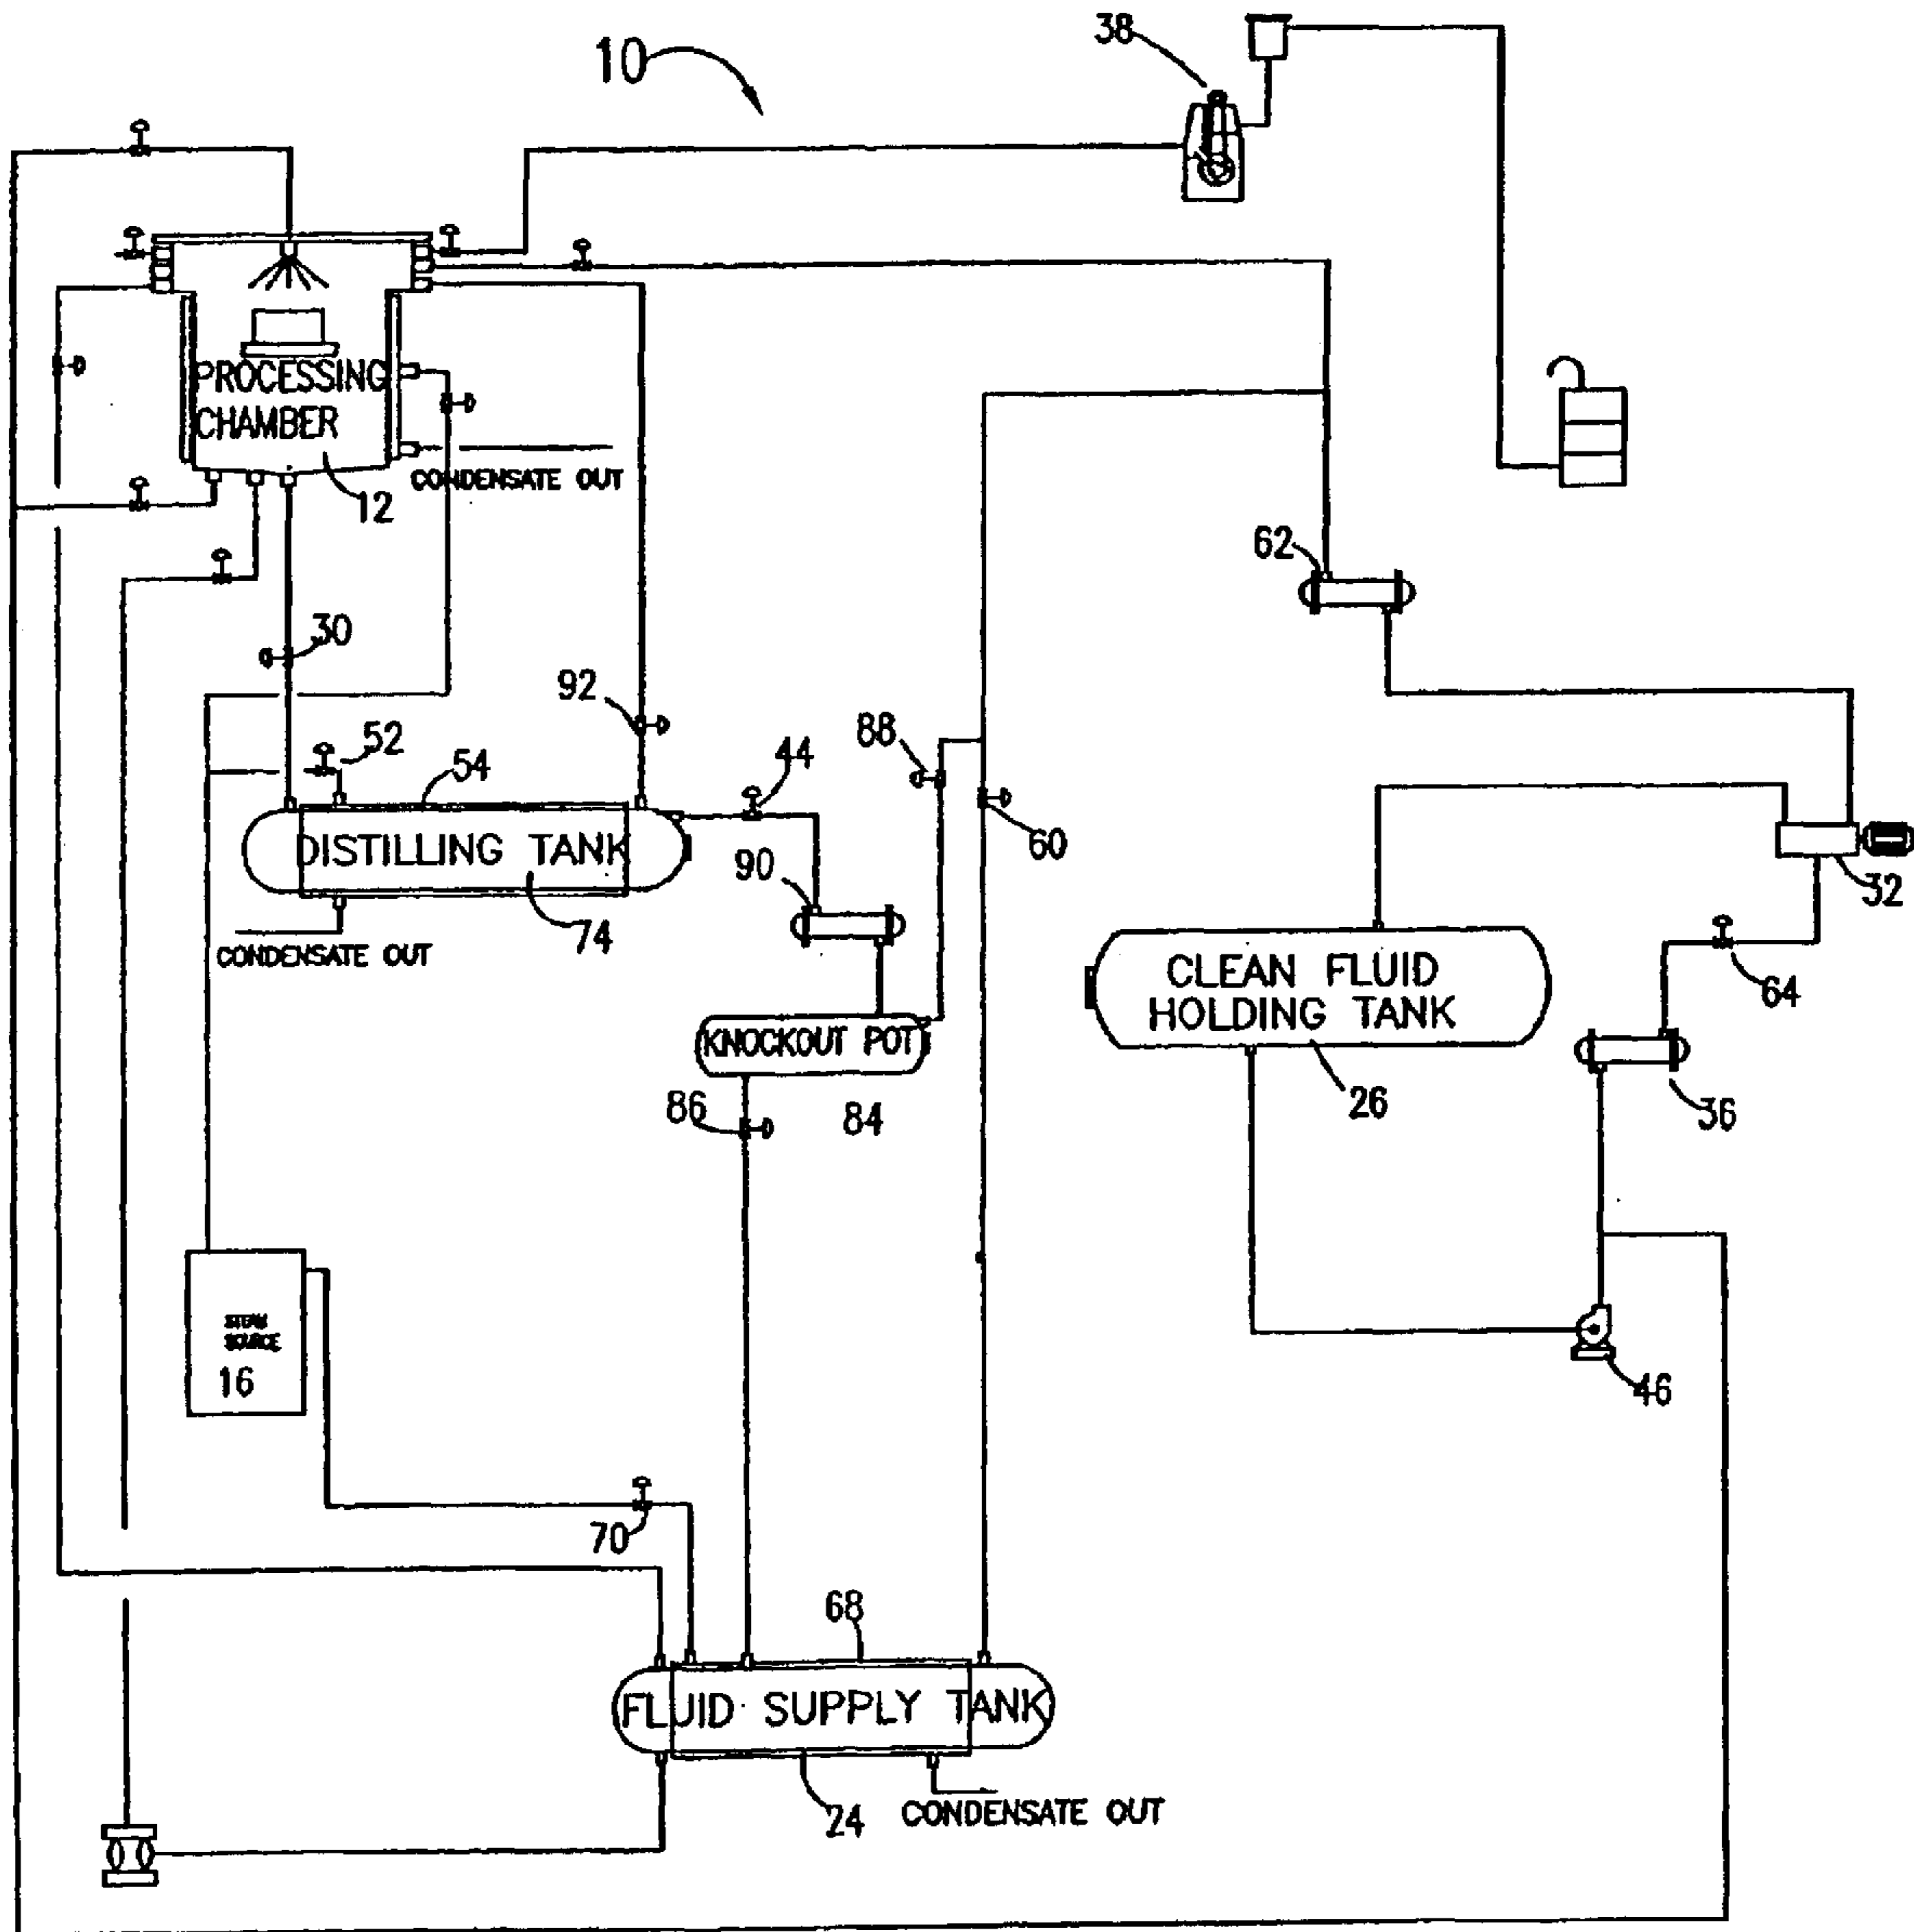 10
38
PROCESSING
CHAMBER
12
CONDENSATE OUT
62
30
92
52
54
44
88
60
DISTILLING TANK
90
74
32
CONDENSATE OUT
CLEAN FLUID
HOLDING TANK
64
KNOCKOUT POT
26
36
86
84
STEAM
SOURCE
16
46
70
68
FLUID SUPPLY TANK
24
CONDENSATE OUT